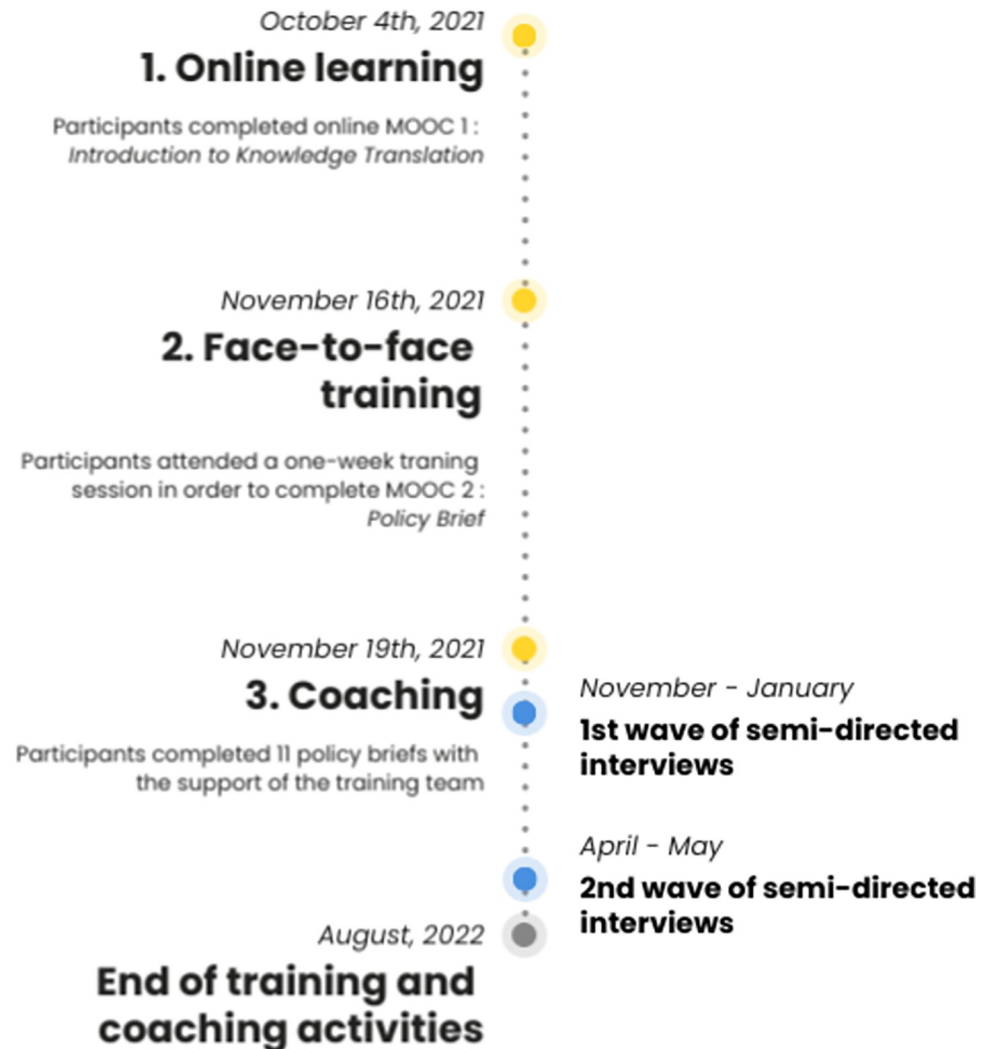 October 4th, 2021
1. Online learning
Participants completed online MOOC 1 :
Introduction to Knowledge Translation
November 16th, 2021
2. Face-to-face
training
Participants attended a one-week traning
session in order to complete MOOC 2 :
Policy Brief
November 19th, 2021
3. Coaching
Participants completed 11 policy briefs with
the support of the training team
November - January
1st wave of semi-directed
interviews
April - May
2nd wave of semi-directed
interviews
August, 2022
End of training and
coaching activities